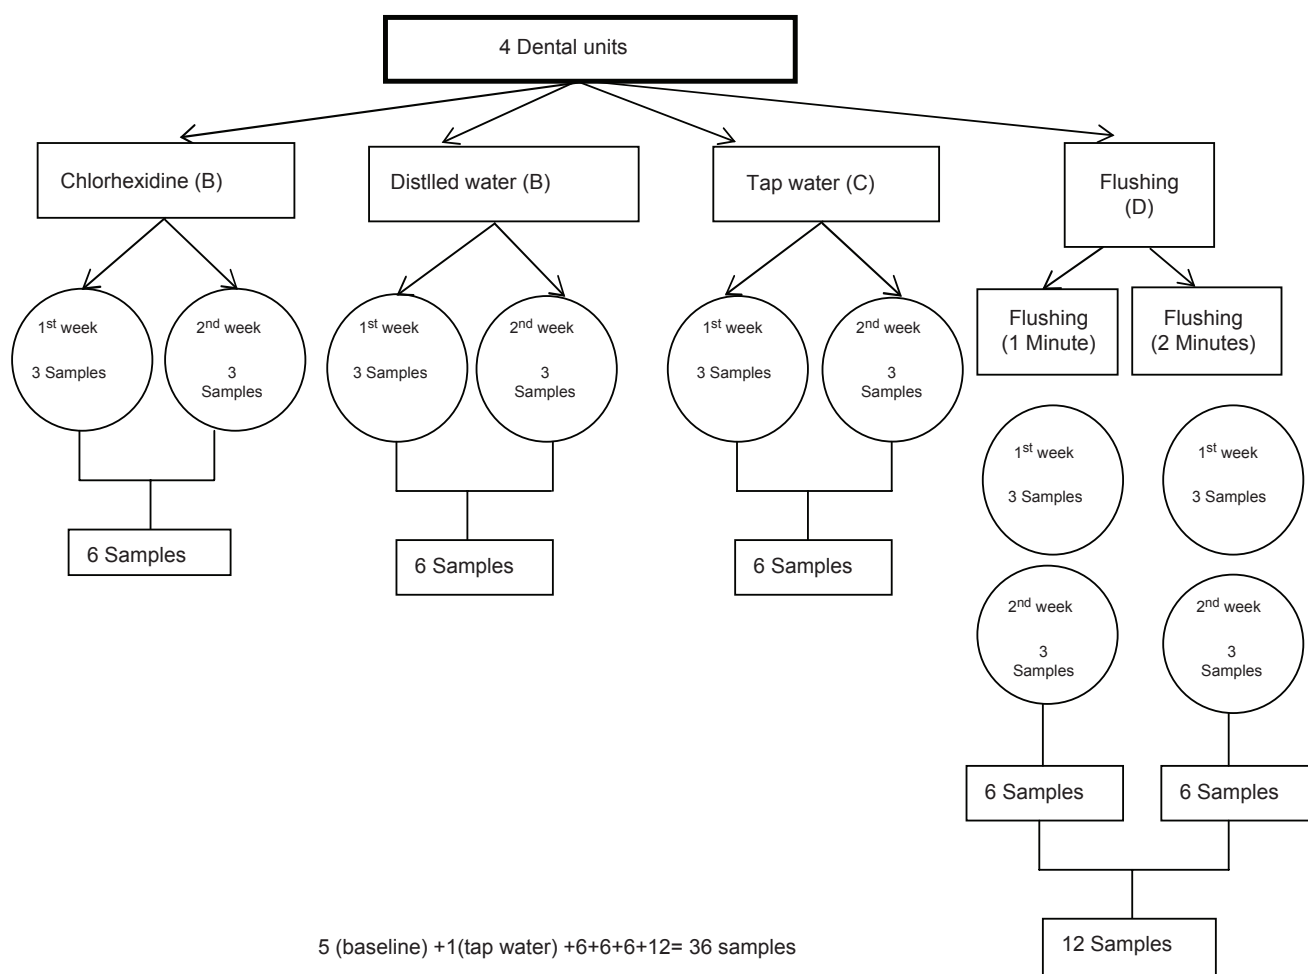 4 Dental units
Chlorhexidine (B)
Distlled water (B)
Tap water (C)
Flushing
(D)
1st week
3 Samples
2nd week
3
Samples
6 Samples
1st week
3 Samples
2nd week
3
Samples
6 Samples
1st week
3 Samples
2nd week
3
Samples
6 Samples
Flushing
(1 Minute)
1st week
3 Samples
2nd week
3
Samples
6 Samples
Flushing
(2 Minutes)
1st week
3 Samples
2nd week
3
Samples
6 Samples
12 Samples
5 (baseline) +1(tap water) +6+6+6+12= 36 samples